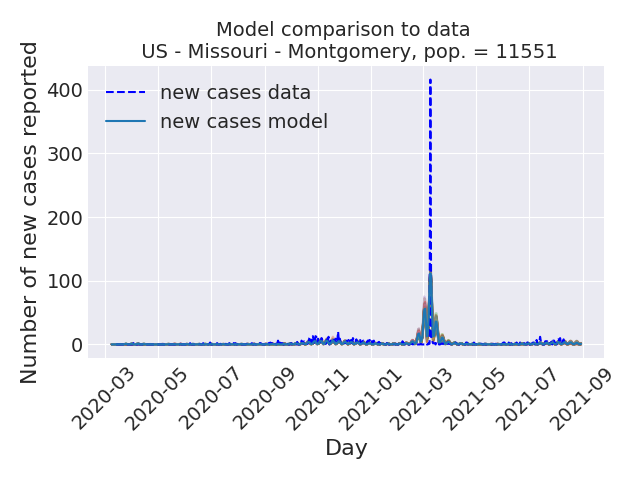 Model comparison to data
US - Missouri - Montgomery, pop. = 11551
Number of new cases reported
400
300
200
100
0
new cases data
new cases model
2020-03
2020-05
2020-07
2020-09
2020-11
2021-01
2021-03
2021-05
2021-07
2021-09
Day